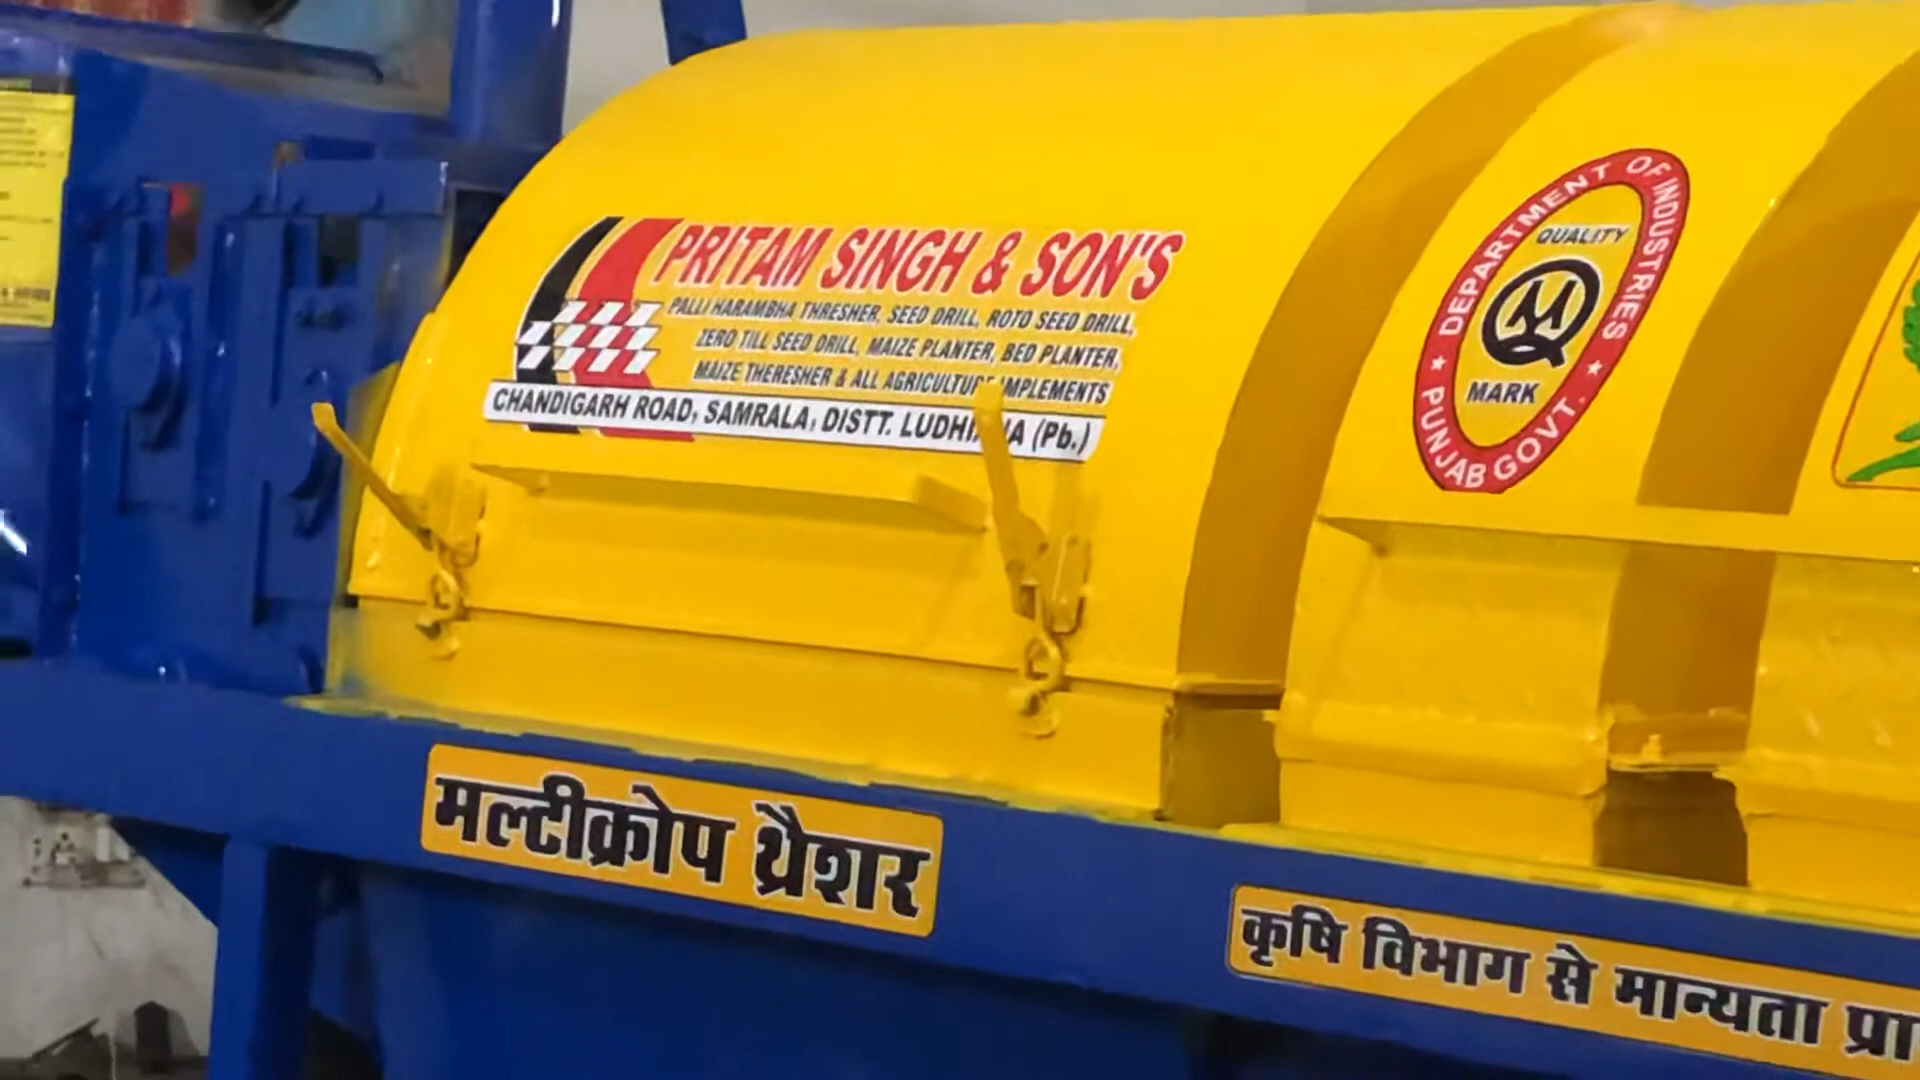 PRITAM SINGH & SON'S
PALLI HARAMBHA THRESHER, SEED DRILL, ROTO SEED DRILL,
ZERO TILL SEED DRILL, MAIZE PLANTER, BED PLANTER,
MAIZE THERESHER & ALL AGRICULTURE IMPLEMENTS
CHANDIGARH ROAD, SAMRALA, DISTT. (Pb.)
DEPARTMENT OF INDUSTRIES
QUALITY
QM
MARK
★ PUNJAB GOVT. ★
मल्टीक्रोप थ्रैशर
कृषि विभाग से मान्यता प्रा